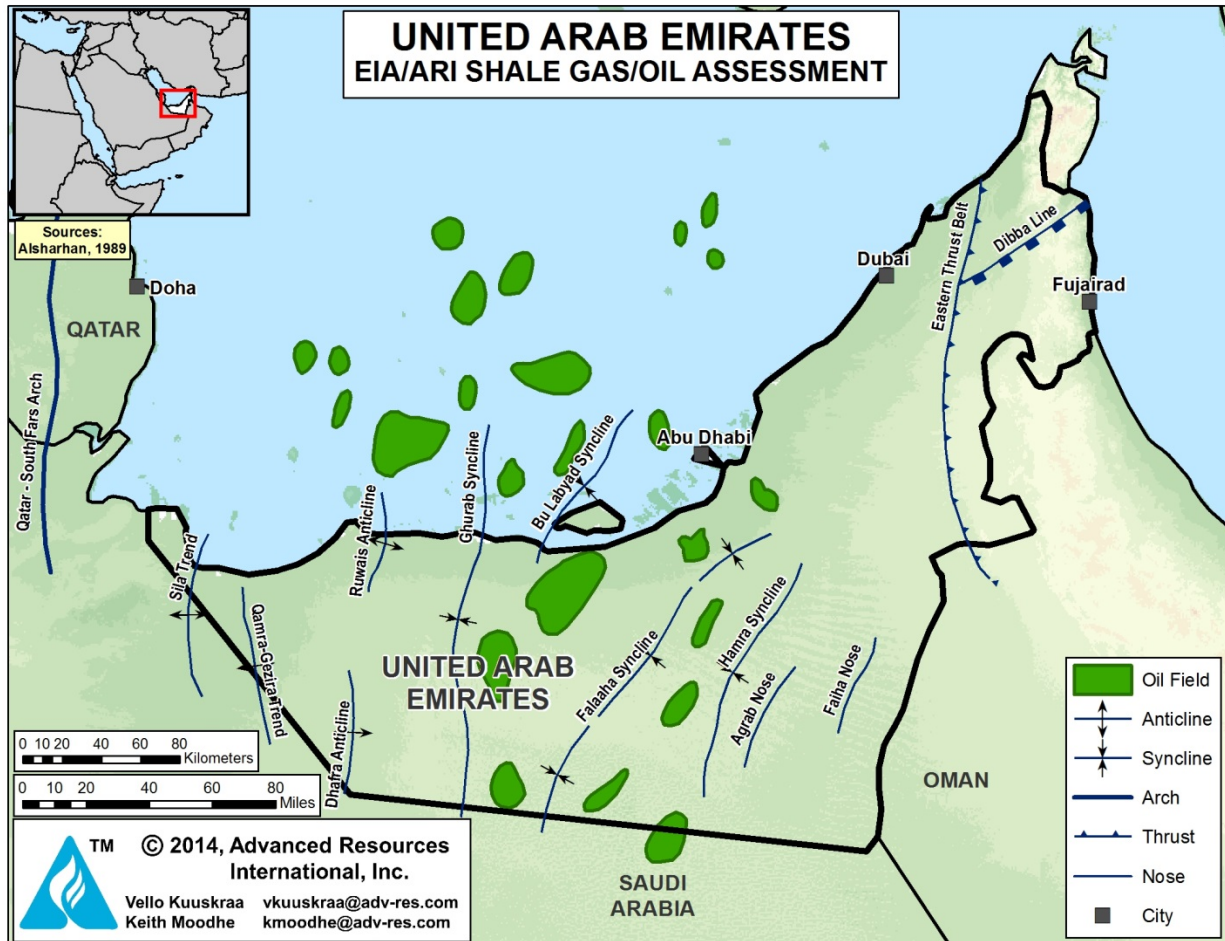 UNITED ARAB EMIRATES
EIA/ARI SHALE GAS/OIL ASSESSMENT
Sources:
Alsharhan, 1989
Doha
QATAR
Qatar - South Fars Arch
Dubai
Eastern Thrust Belt
Dibba Line
Fujairad
Abu Dhabi
Bu Labyad Syncline
Ghurab Syncline
Ruwais Anticline
Sila Trend
Qamra-Gezira Trend
Dhafra Anticline
UNITED ARAB
EMIRATES
Falaaha Syncline
Hamra Syncline
Agrab Nose
Faiha Nose
OMAN
SAUDI
ARABIA
0 10 20 40 60 80
Kilometers
0 10 20 40 60 80
Miles
TM
© 2014, Advanced Resources
International, Inc.
Vello Kuuskraa vkuuskraa@adv-res.com
Keith Moodhe kmoodhe@adv-res.com
Oil Field
Anticline
Syncline
Arch
Thrust
Nose
City